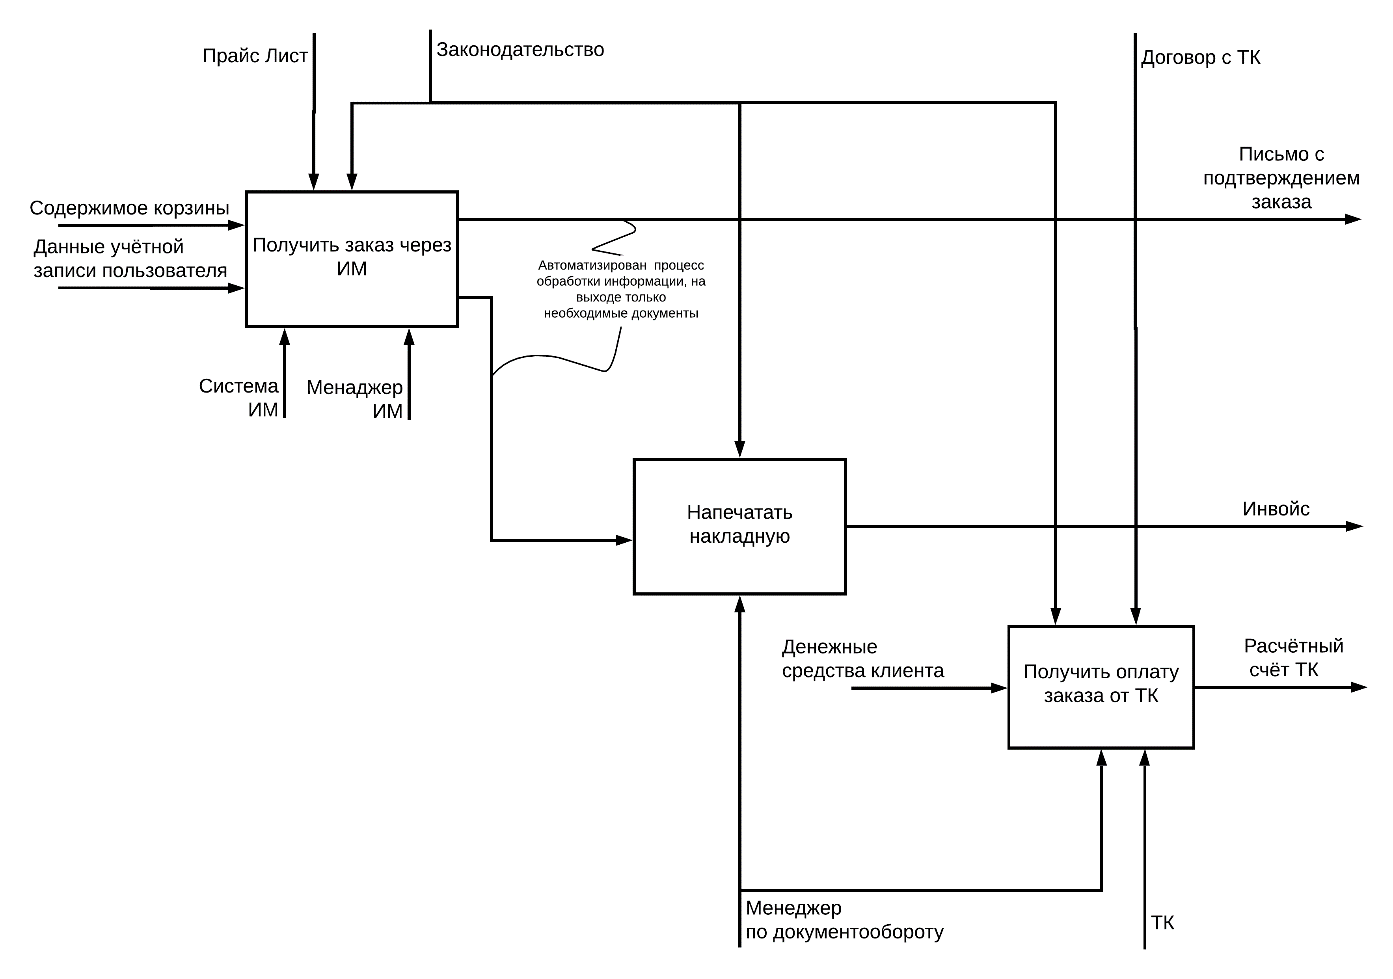 Прайс Лист
Законодательство
Договор с ТК
Письмо с
подтверждением
заказа
Содержимое корзины
Данные учётной
записи пользователя
Получить заказ через
ИМ
Автоматизирован процесс
обработки информации, на
выходе только
необходимые документы
Система
ИМ
Менаджер
ИМ
Напечатать
накладную
Инвойс
Денежные
средства клиента
Получить оплату
заказа от ТК
Расчётный
счёт ТК
Менеджер
по документообороту
ТК